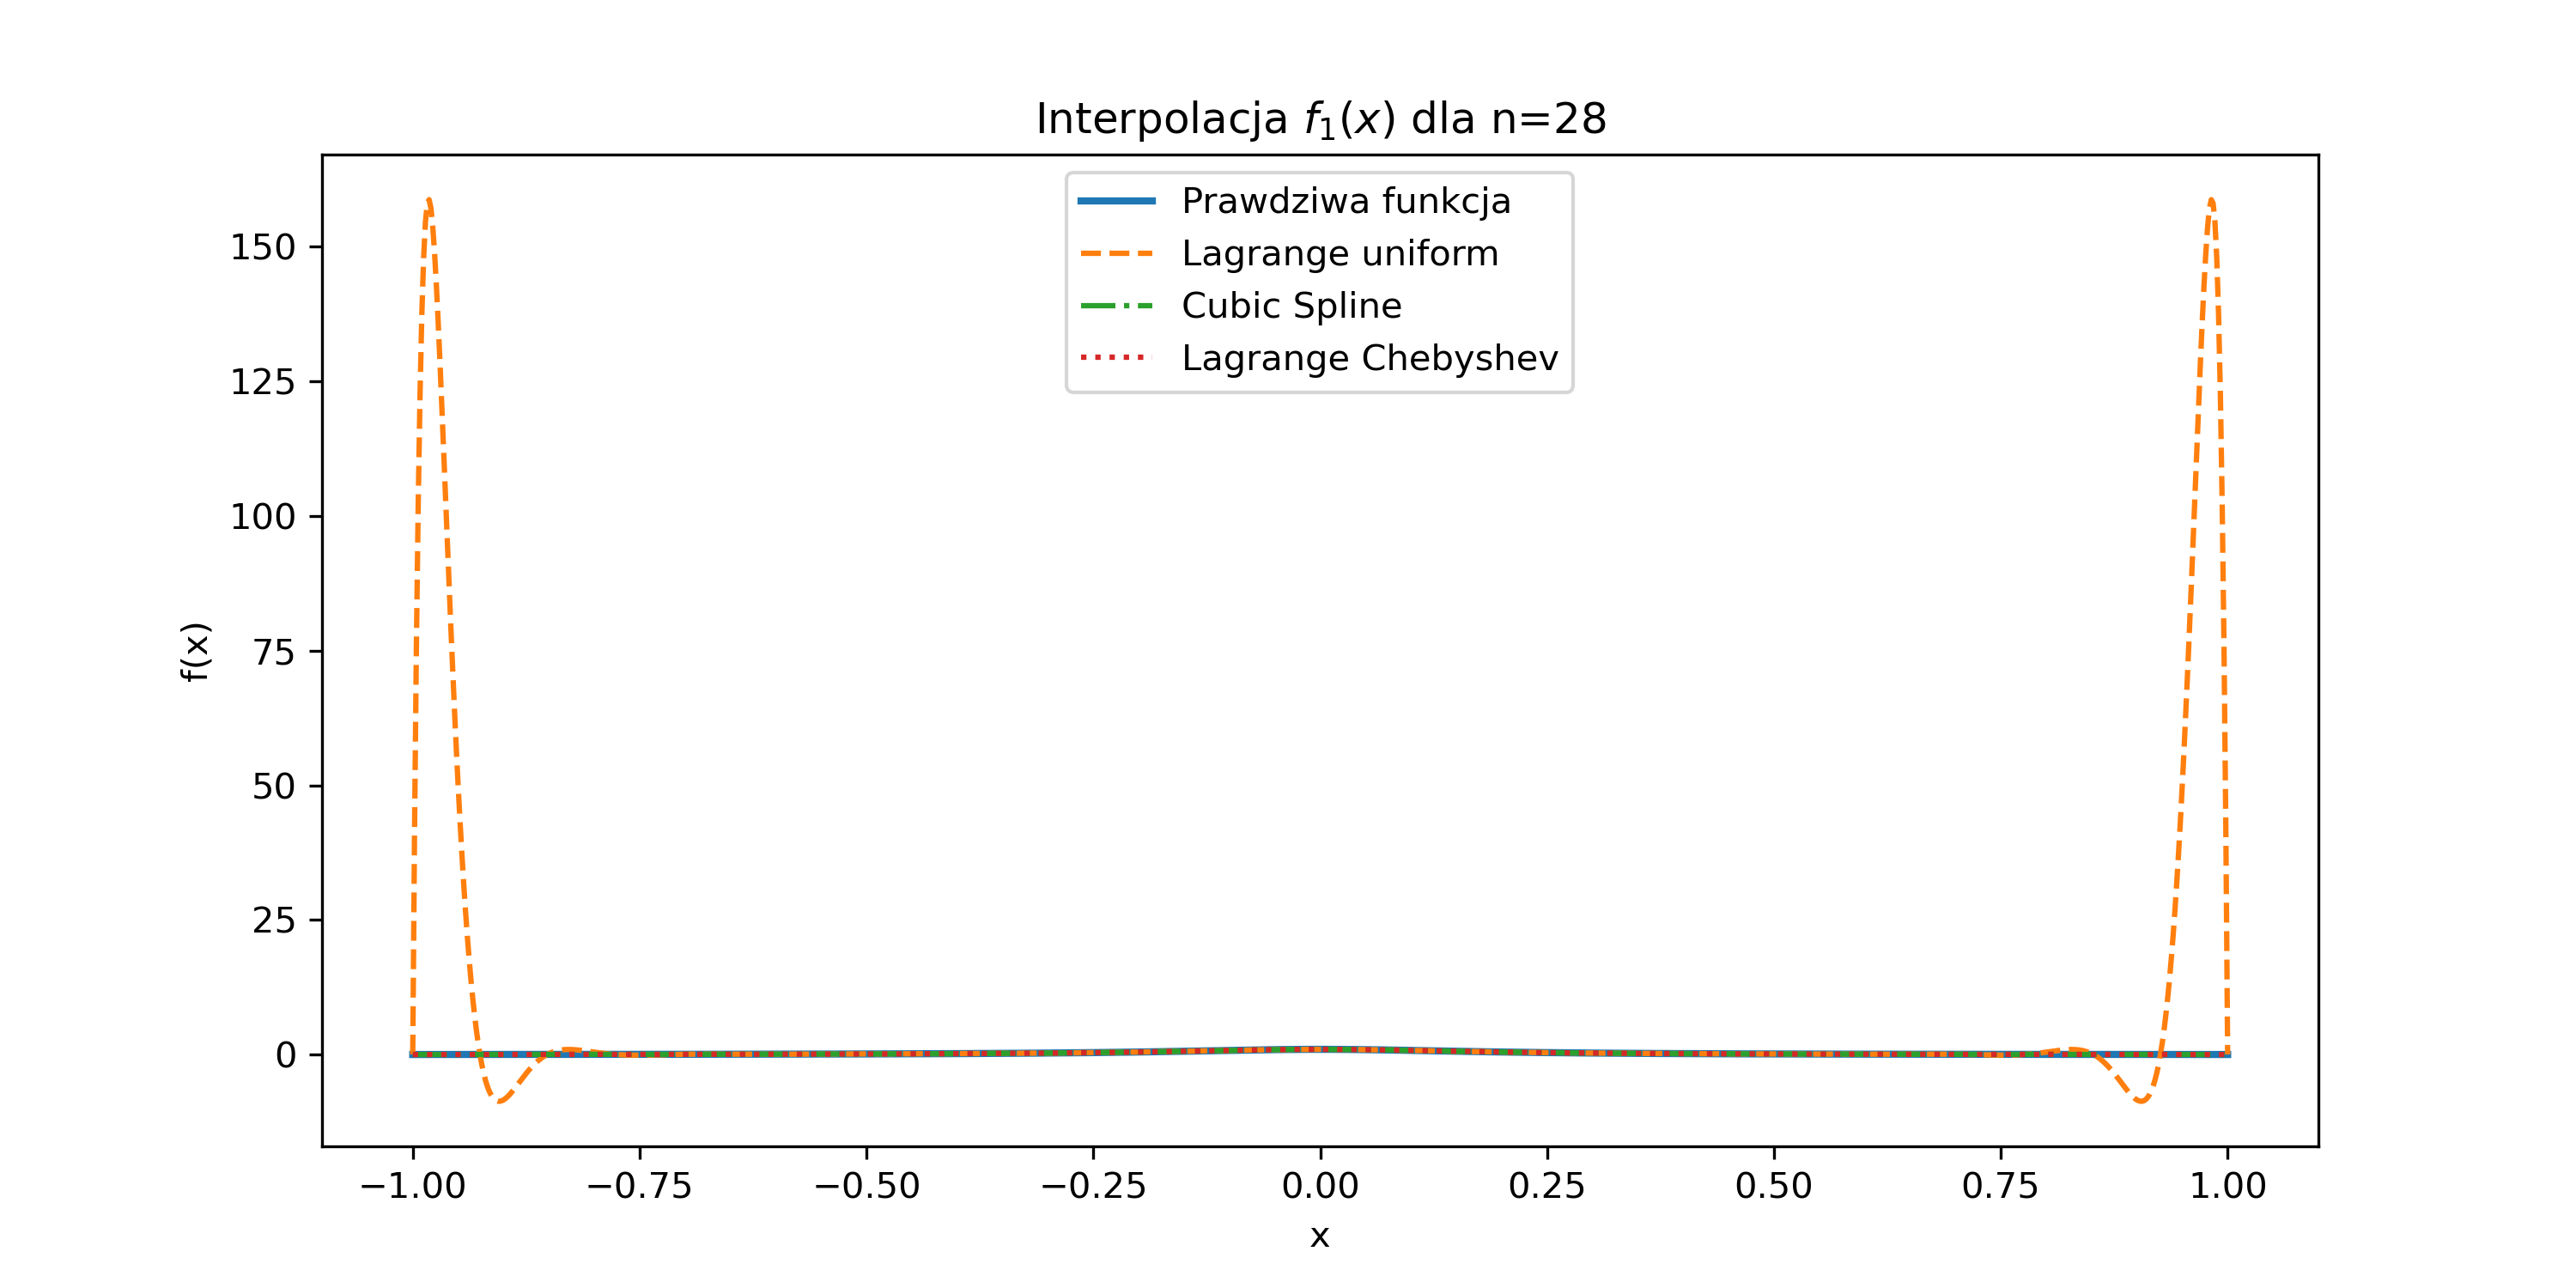 Interpolacja f₁(x) dla n=28
Prawdziwa funkcja
Lagrange uniform
Cubic Spline
Lagrange Chebyshev
f(x)
150
125
100
75
50
25
0
−1.00 −0.75 −0.50 −0.25 0.00 0.25 0.50 0.75 1.00
x